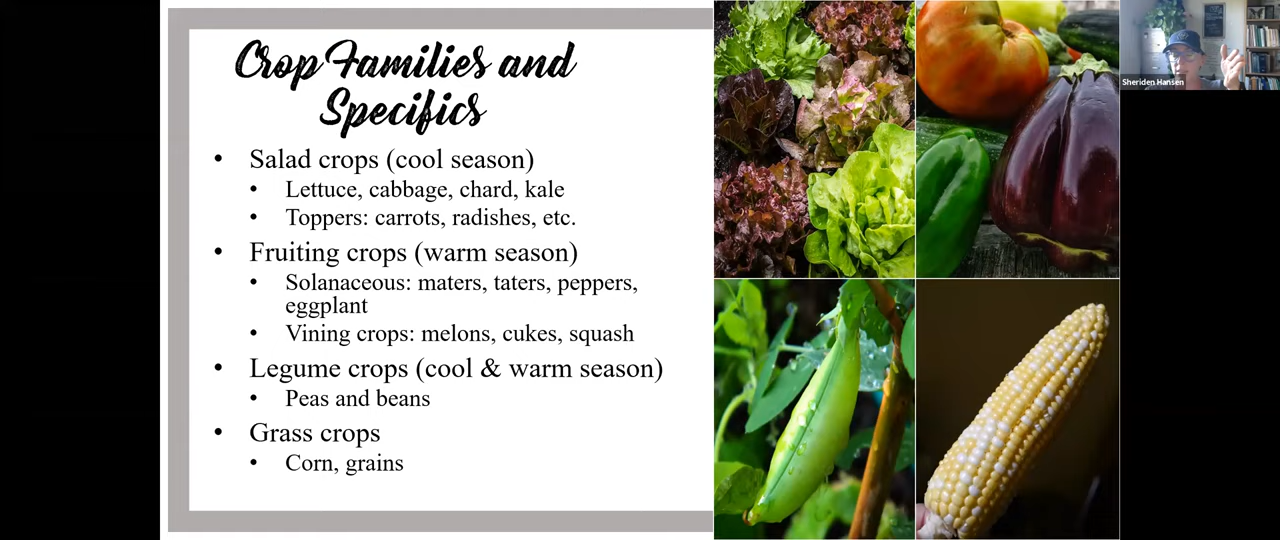 Crop Families and
Specifics
• Salad crops (cool season)
• Lettuce, cabbage, chard, kale
• Toppers: carrots, radishes, etc.
• Fruiting crops (warm season)
• Solanaceous: maters, taters, peppers,
eggplant
• Vining crops: melons, cukes, squash
• Legume crops (cool & warm season)
• Peas and beans
• Grass crops
• Corn, grains
Sheriden Hansen